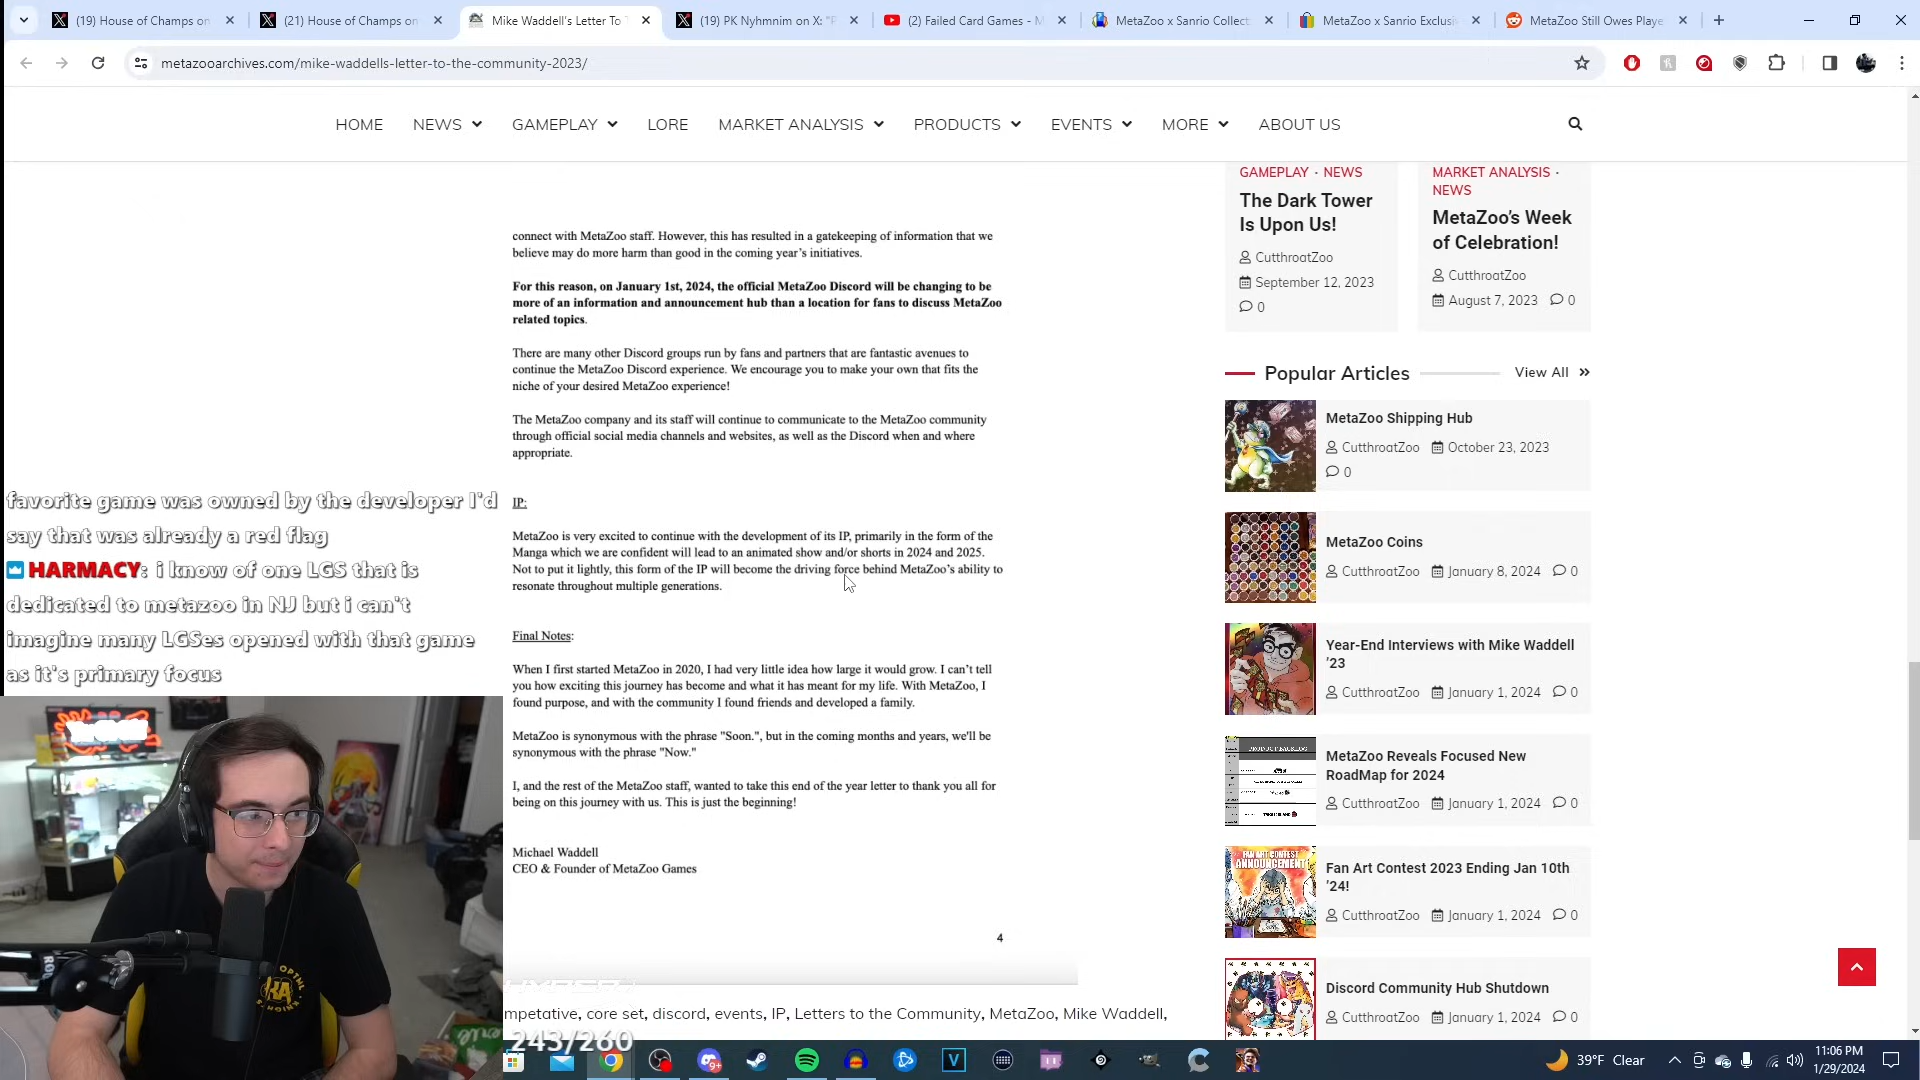 (19) House of Champs on
(21) House of Champs on
Mike Waddell's Letter To T
(19) PK Nyhmnim on X: "E
(2) Failed Card Games - M
MetaZoo x Sanrio Collect
MetaZoo x Sanrio Exclusiv
MetaZoo Still Owes Playe
metazooarchives.com/mike-waddells-letter-to-the-community-2023/
HOME NEWS GAMEPLAY LORE MARKET ANALYSIS PRODUCTS EVENTS MORE ABOUT US
connect with MetaZoo staff. However, this has resulted in a gatekeeping of information that we
believe may do more harm than good in the coming year's initiatives.
For this reason, on January 1st, 2024, the official MetaZoo Discord will be changing to be
more of an information and announcement hub than a location for fans to discuss MetaZoo
related topics.
There are many other Discord groups run by fans and partners that are fantastic avenues to
continue the MetaZoo Discord experience. We encourage you to make your own that fits the
niche of your desired MetaZoo experience!
The MetaZoo company and its staff will continue to communicate to the MetaZoo community
through official social media channels and websites, as well as the Discord when and where
appropriate.
IP:
MetaZoo is very excited to continue with the development of its IP, primarily in the form of the
Manga which we are confident will lead to an animated show and/or shorts in 2024 and 2025.
Not to put it lightly, this form of the IP will become the driving force behind MetaZoo's ability to
resonate throughout multiple generations.
Final Notes:
When I first started MetaZoo in 2020, I had very little idea how large it would grow. I can't tell
you how exciting this journey has become and what it has meant for my life. With MetaZoo, I
found purpose, and with the community I found friends and developed a family.
MetaZoo is synonymous with the phrase "Soon.", but in the coming months and years, we'll be
synonymous with the phrase "Now."
I, and the rest of the MetaZoo staff, wanted to take this end of the year letter to thank you all for
being on this journey with us. This is just the beginning!
Michael Waddell
CEO & Founder of MetaZoo Games
4
mpetative, core set, discord, events, IP, Letters to the Community, MetaZoo, Mike Waddell,
GAMEPLAY · NEWS
The Dark Tower
Is Upon Us!
CutthroatZoo
September 12, 2023
0
MARKET ANALYSIS ·
NEWS
MetaZoo's Week
of Celebration!
CutthroatZoo
August 7, 2023 0
Popular Articles
View All
MetaZoo Shipping Hub
CutthroatZoo October 23, 2023
0
MetaZoo Coins
CutthroatZoo January 8, 2024 0
Year-End Interviews with Mike Waddell
'23
CutthroatZoo January 1, 2024 0
MetaZoo Reveals Focused New
RoadMap for 2024
CutthroatZoo January 1, 2024 0
Fan Art Contest 2023 Ending Jan 10th
'24!
CutthroatZoo January 1, 2024 0
FAN ART CONTEST
ANNOUNCEMENT
Discord Community Hub Shutdown
CutthroatZoo January 1, 2024 0
favorite game was owned by the developer I'd
say that was already a red flag
HARMACY: i know of one LGS that is
dedicated to metazoo in NJ but i can't
imagine many LGSes opened with that game
as it's primary focus
243/260
39°F Clear
11:06 PM
1/29/2024